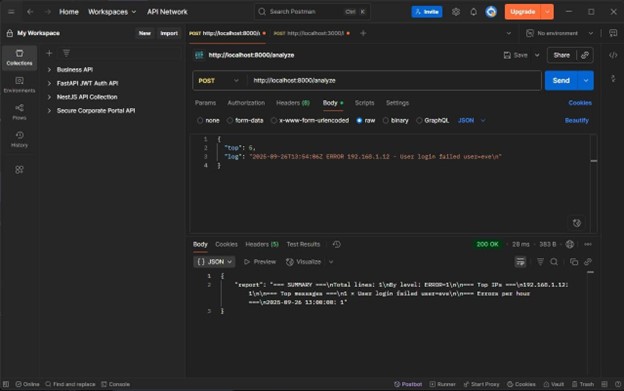 Home Workspaces API Network Search Postman Ctrl K Invite Upgrade
My Workspace New Import
POST http://localhost:8000/ POST http://localhost:3000/ No environment
Collections
Environments
Flows
History
Business API
FastAPI JWT Auth API
NestJS API Collection
Secure Corporate Portal API
http://localhost:8000/analyze Save Share
POST http://localhost:8000/analyze Send
Params Authorization Headers (8) Body Scripts Settings Cookies
none form-data x-www-form-urlencoded raw binary GraphQL JSON Beautify
1 {
2 "top": 5,
3 "log": "2025-09-26T13:54:06Z ERROR 192.168.1.12 - User login failed user=eve\n"
4 }
Body Cookies Headers (5) Test Results 200 OK 28 ms 383 B
{ } JSON Preview Visualize
1 {
2 "report": "=== SUMMARY ===\nTotal lines: 1\nBy level: ERROR=1\n\n=== Top IPs ===\n192.168.1.12:
1\n\n=== Top messages ===\n1 × User login failed user=eve\n\n=== Errors per hour
===\n2025-09-26 13:00:00: 1"
3 }
Online Find and replace Console Postbot Runner Start Proxy Cookies Vault Trash